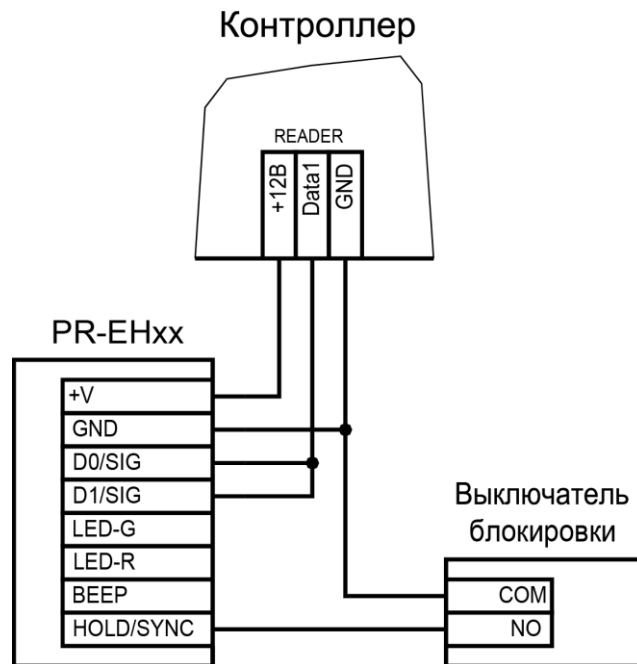 Контроллер
READER
+12В
Data1
GND
PR-EHxx
+V
GND
D0/SIG
D1/SIG
LED-G
LED-R
BEEP
HOLD/SYNC
Выключатель
блокировки
COM
NO